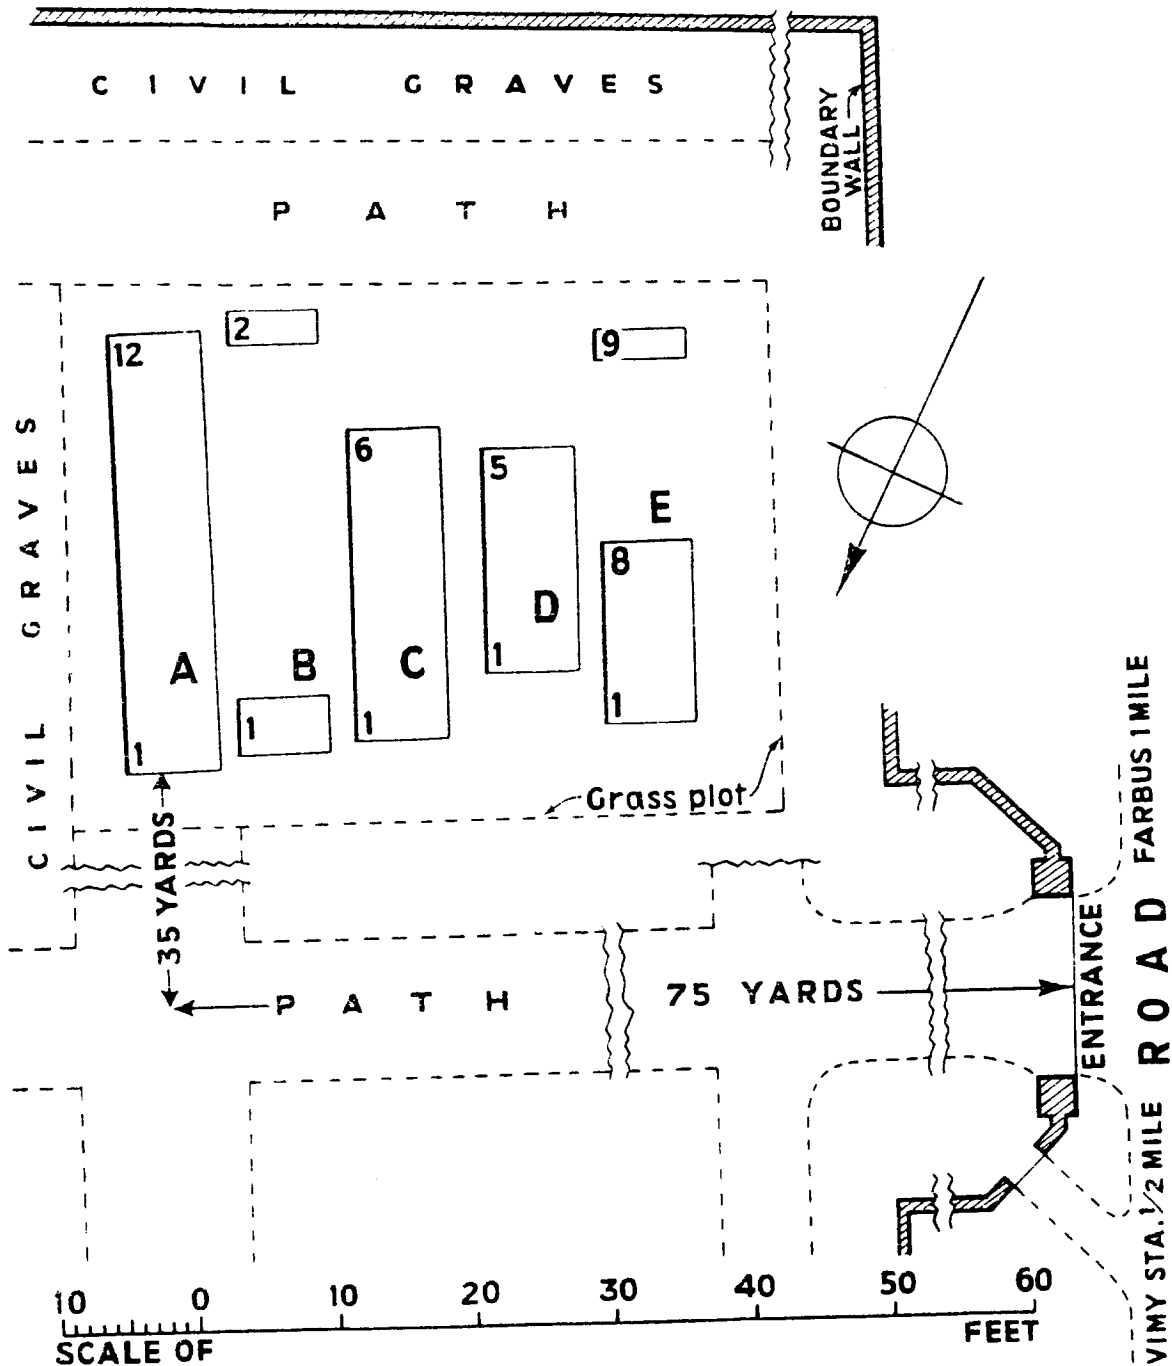 CIVIL GRAVES
BOUNDARY
WALL
PATH
CIVIL GRAVES
12
2
9
6
5
E
8
D
A
B
C
1
1
1
1
1
Grass plot
35 YARDS
PATH
75 YARDS
ENTRANCE
ROAD
FARBUS 1 MILE
VIMY STA. 1/2 MILE
10 0 10 20 30 40 50 60
SCALE OF FEET